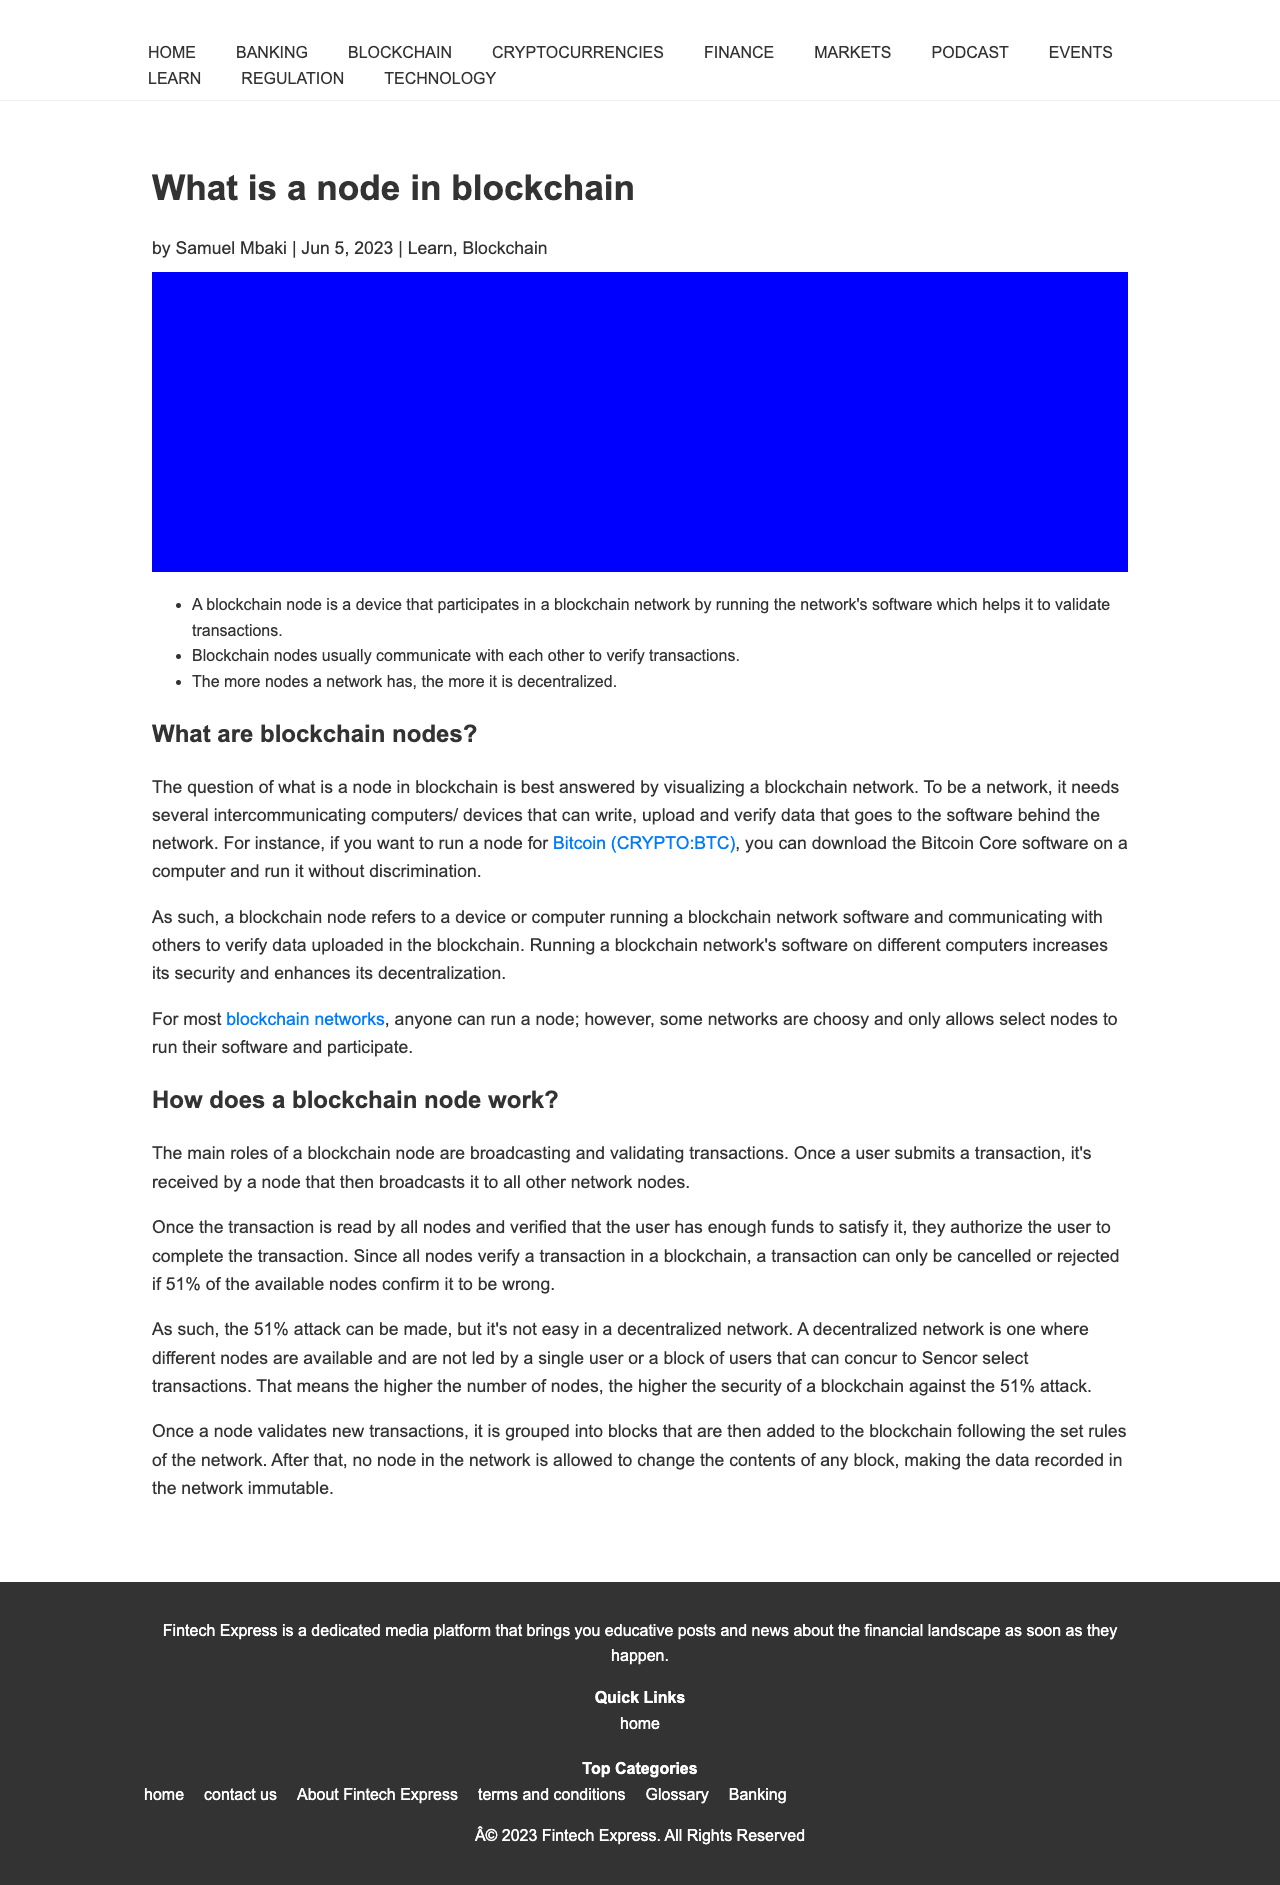 HOME BANKING BLOCKCHAIN CRYPTOCURRENCIES FINANCE MARKETS PODCAST EVENTS
LEARN REGULATION TECHNOLOGY
What is a node in blockchain
by Samuel Mbaki | Jun 5, 2023 | Learn, Blockchain
• A blockchain node is a device that participates in a blockchain network by running the network's software which helps it to validate
transactions.
• Blockchain nodes usually communicate with each other to verify transactions.
• The more nodes a network has, the more it is decentralized.
What are blockchain nodes?
The question of what is a node in blockchain is best answered by visualizing a blockchain network. To be a network, it needs
several intercommunicating computers/ devices that can write, upload and verify data that goes to the software behind the
network. For instance, if you want to run a node for Bitcoin (CRYPTO:BTC), you can download the Bitcoin Core software on a
computer and run it without discrimination.
As such, a blockchain node refers to a device or computer running a blockchain network software and communicating with
others to verify data uploaded in the blockchain. Running a blockchain network's software on different computers increases
its security and enhances its decentralization.
For most blockchain networks, anyone can run a node; however, some networks are choosy and only allows select nodes to
run their software and participate.
How does a blockchain node work?
The main roles of a blockchain node are broadcasting and validating transactions. Once a user submits a transaction, it's
received by a node that then broadcasts it to all other network nodes.
Once the transaction is read by all nodes and verified that the user has enough funds to satisfy it, they authorize the user to
complete the transaction. Since all nodes verify a transaction in a blockchain, a transaction can only be cancelled or rejected
if 51% of the available nodes confirm it to be wrong.
As such, the 51% attack can be made, but it's not easy in a decentralized network. A decentralized network is one where
different nodes are available and are not led by a single user or a block of users that can concur to Sencor select
transactions. That means the higher the number of nodes, the higher the security of a blockchain against the 51% attack.
Once a node validates new transactions, it is grouped into blocks that are then added to the blockchain following the set rules
of the network. After that, no node in the network is allowed to change the contents of any block, making the data recorded in
the network immutable.
Fintech Express is a dedicated media platform that brings you educative posts and news about the financial landscape as soon as they
happen.
Quick Links
home
Top Categories
home contact us About Fintech Express terms and conditions Glossary Banking
Â© 2023 Fintech Express. All Rights Reserved